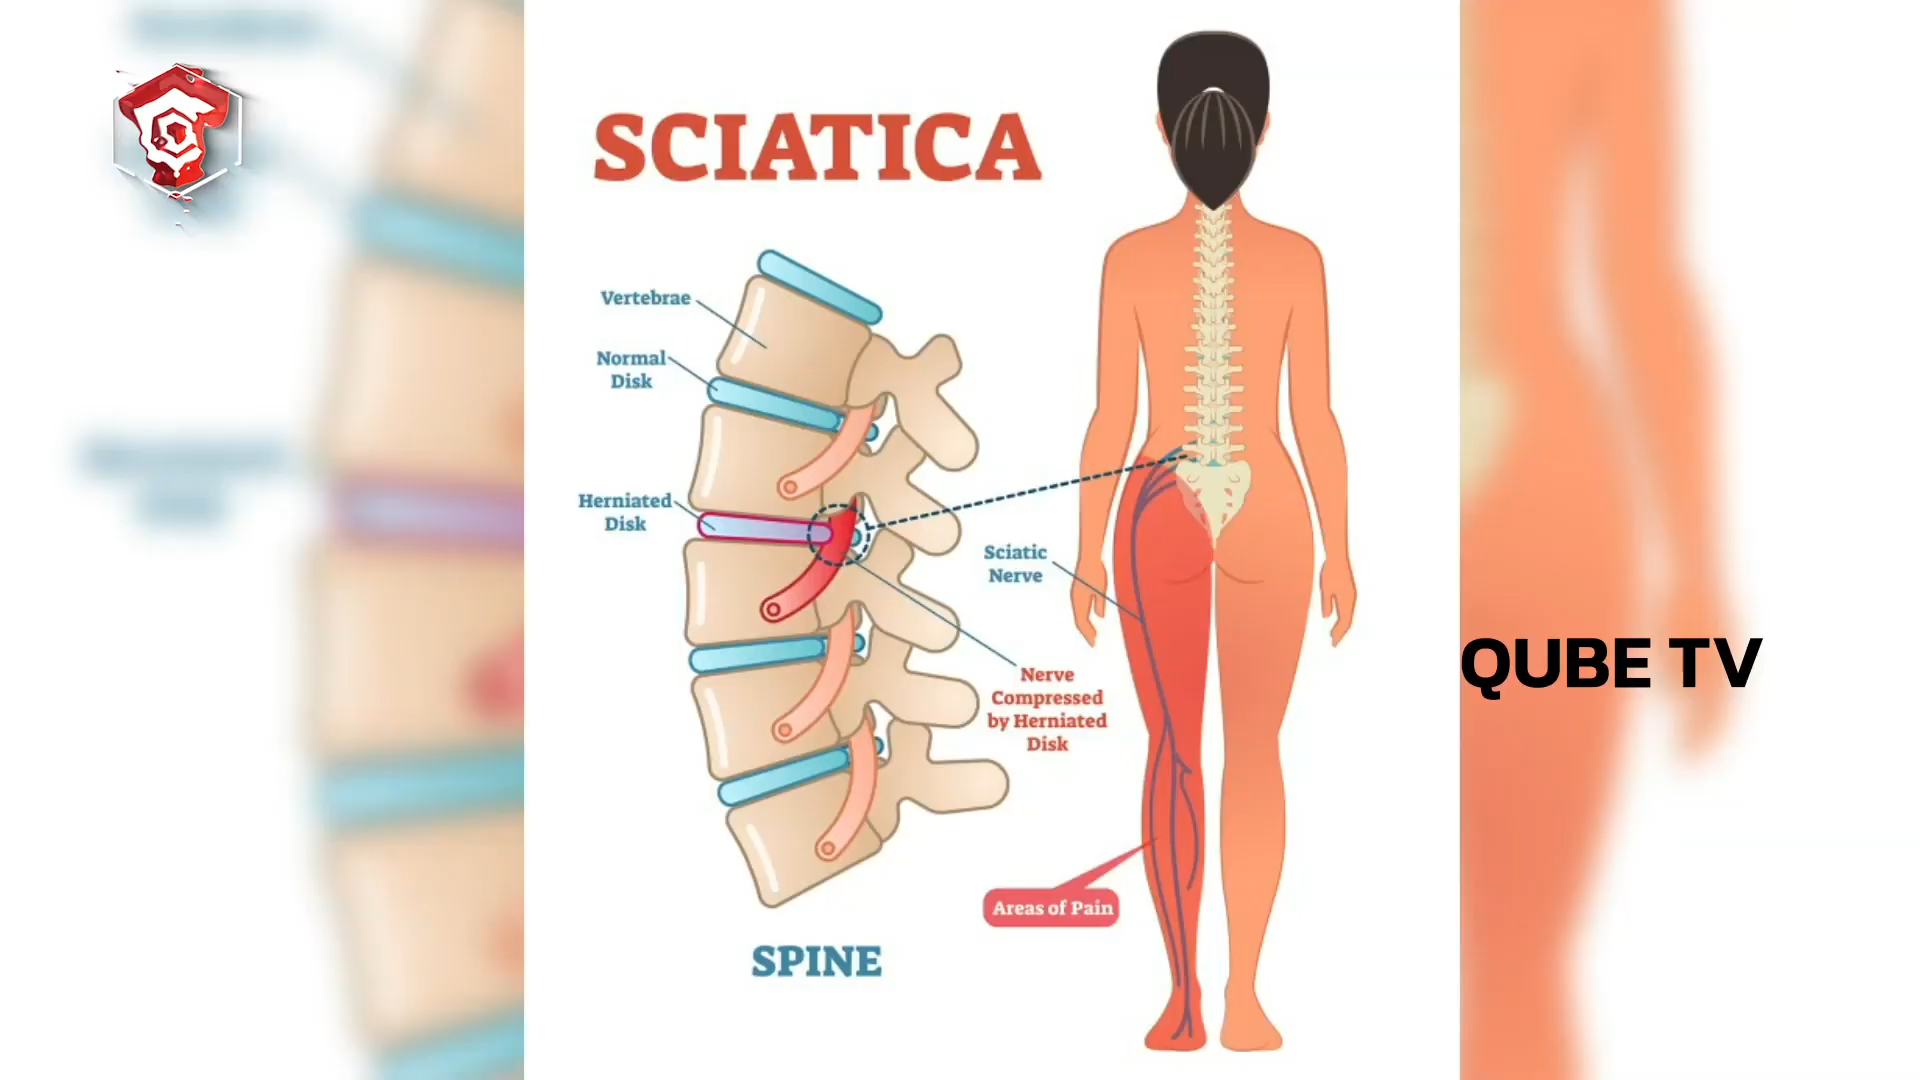 SCIATICA
Vertebrae
Normal
Disk
Herniated
Disk
Sciatic
Nerve
Nerve
Compressed
by Herniated
Disk
QUBE TV
Areas of Pain
SPINE